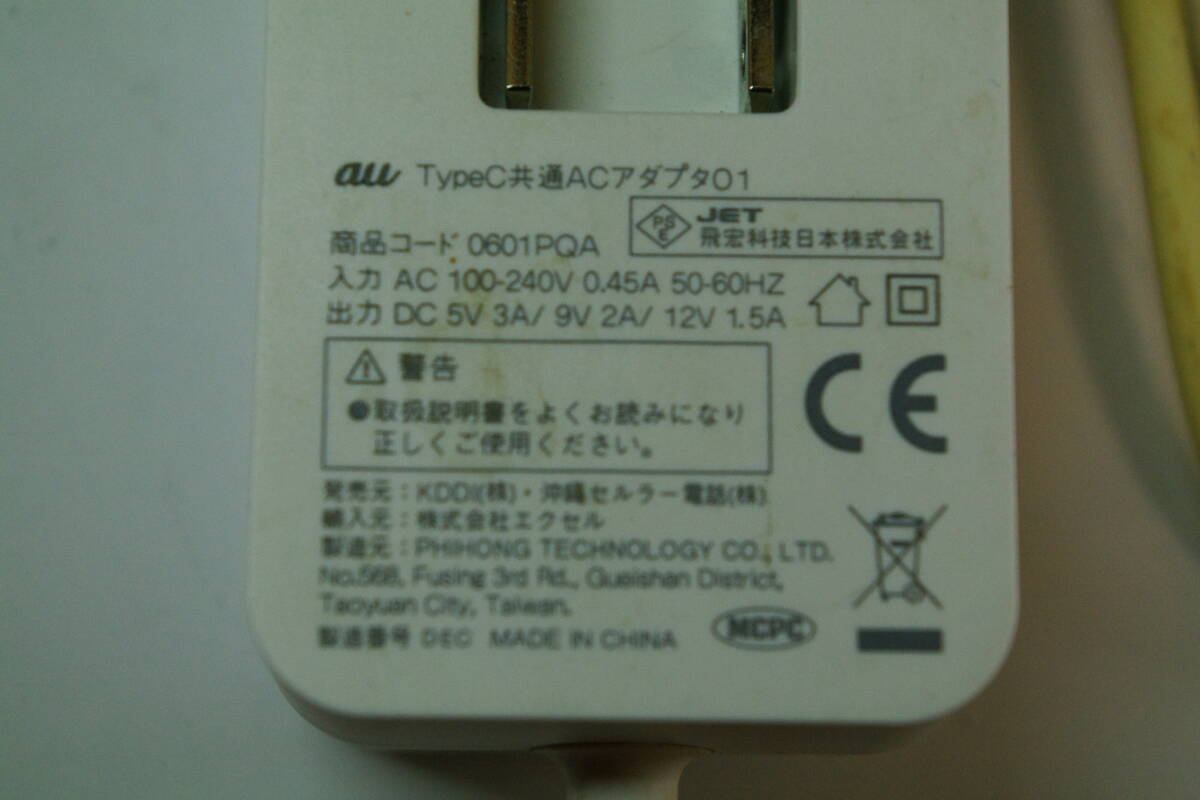 au TypeC共通ACアダプタ01
商品コード 0601PQA
PSE JET
飛宏科技日本株式会社
入力 AC 100-240V 0.45A 50-60HZ
出力 DC 5V 3A/ 9V 2A/ 12V 1.5A
警告
●取扱説明書をよくお読みになり
正しくご使用ください。
CE
発売元：KDDI(株)・沖縄セルラー電話(株)
輸入元：株式会社エクセル
製造元：PHIHONG TECHNOLOGY CO., LTD.
No.568, Fusing 3rd Rd., Gueishan District,
Taoyuan City, Taiwan.
製造番号 DEC MADE IN CHINA
MCPC